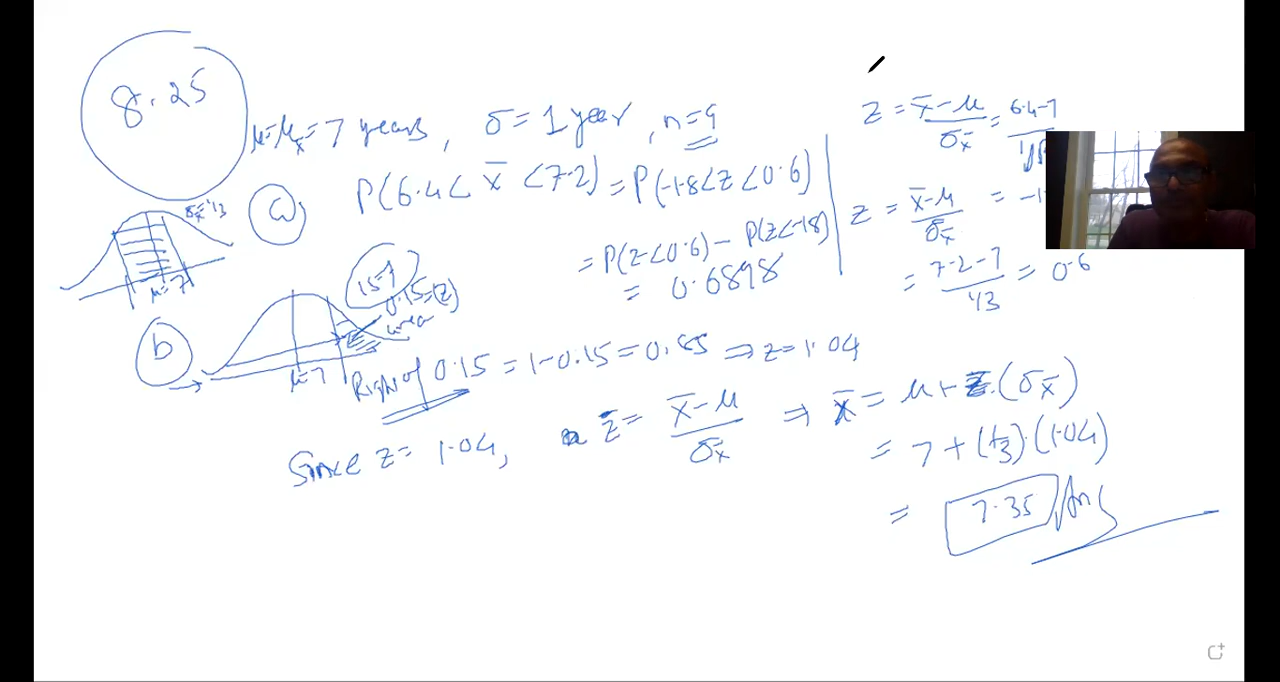 8.25
μ=μx̄ = 7 years, σ = 1 year, n=9
a
P(6.4 < x̄ < 7.2) = P(-1.8 < z < 0.6)
= P(z < 0.6) - P(z < -1.8)
= 0.6898
σx̄ = 1/3
μ=7
z = (x̄-μ)/σx̄ = (6.4-7)/
z = (x̄-μ)/σx̄
= (7.2-7)/(1/3) = 0.6
b
0.15=(z)
area
μ=7
Right of 0.15 = 1-0.15 = 0.85 ⇒ z = 1.04
Since z = 1.04, z = (x̄-μ)/σx̄ ⇒ x̄ = μ + z.(σx̄)
= 7 + (1/3).(1.04)
= 7.35 Ans